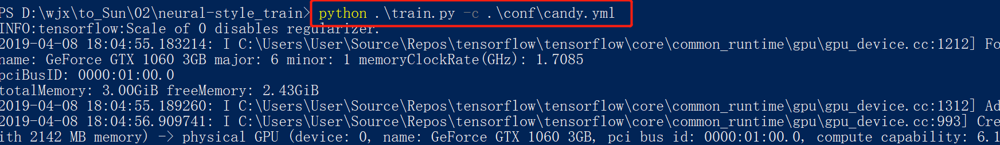 PS D:\wjx\to_Sun\02\neural-style_train> python .\train.py -c .\conf\candy.yml
INFO:tensorflow:Scale of 0 disables regularizer.
2019-04-08 18:04:55.183214: I C:\Users\User\Source\Repos\tensorflow\tensorflow\core\common_runtime\gpu\gpu_device.cc:1212] Fo
name: GeForce GTX 1060 3GB major: 6 minor: 1 memoryClockRate(GHz): 1.7085
pciBusID: 0000:01:00.0
totalMemory: 3.00GiB freeMemory: 2.43GiB
2019-04-08 18:04:55.189260: I C:\Users\User\Source\Repos\tensorflow\tensorflow\core\common_runtime\gpu\gpu_device.cc:1312] Ad
2019-04-08 18:04:56.909741: I C:\Users\User\Source\Repos\tensorflow\tensorflow\core\common_runtime\gpu\gpu_device.cc:993] Cre
ith 2142 MB memory) -> physical GPU (device: 0, name: GeForce GTX 1060 3GB, pci bus id: 0000:01:00.0, compute capability: 6.1